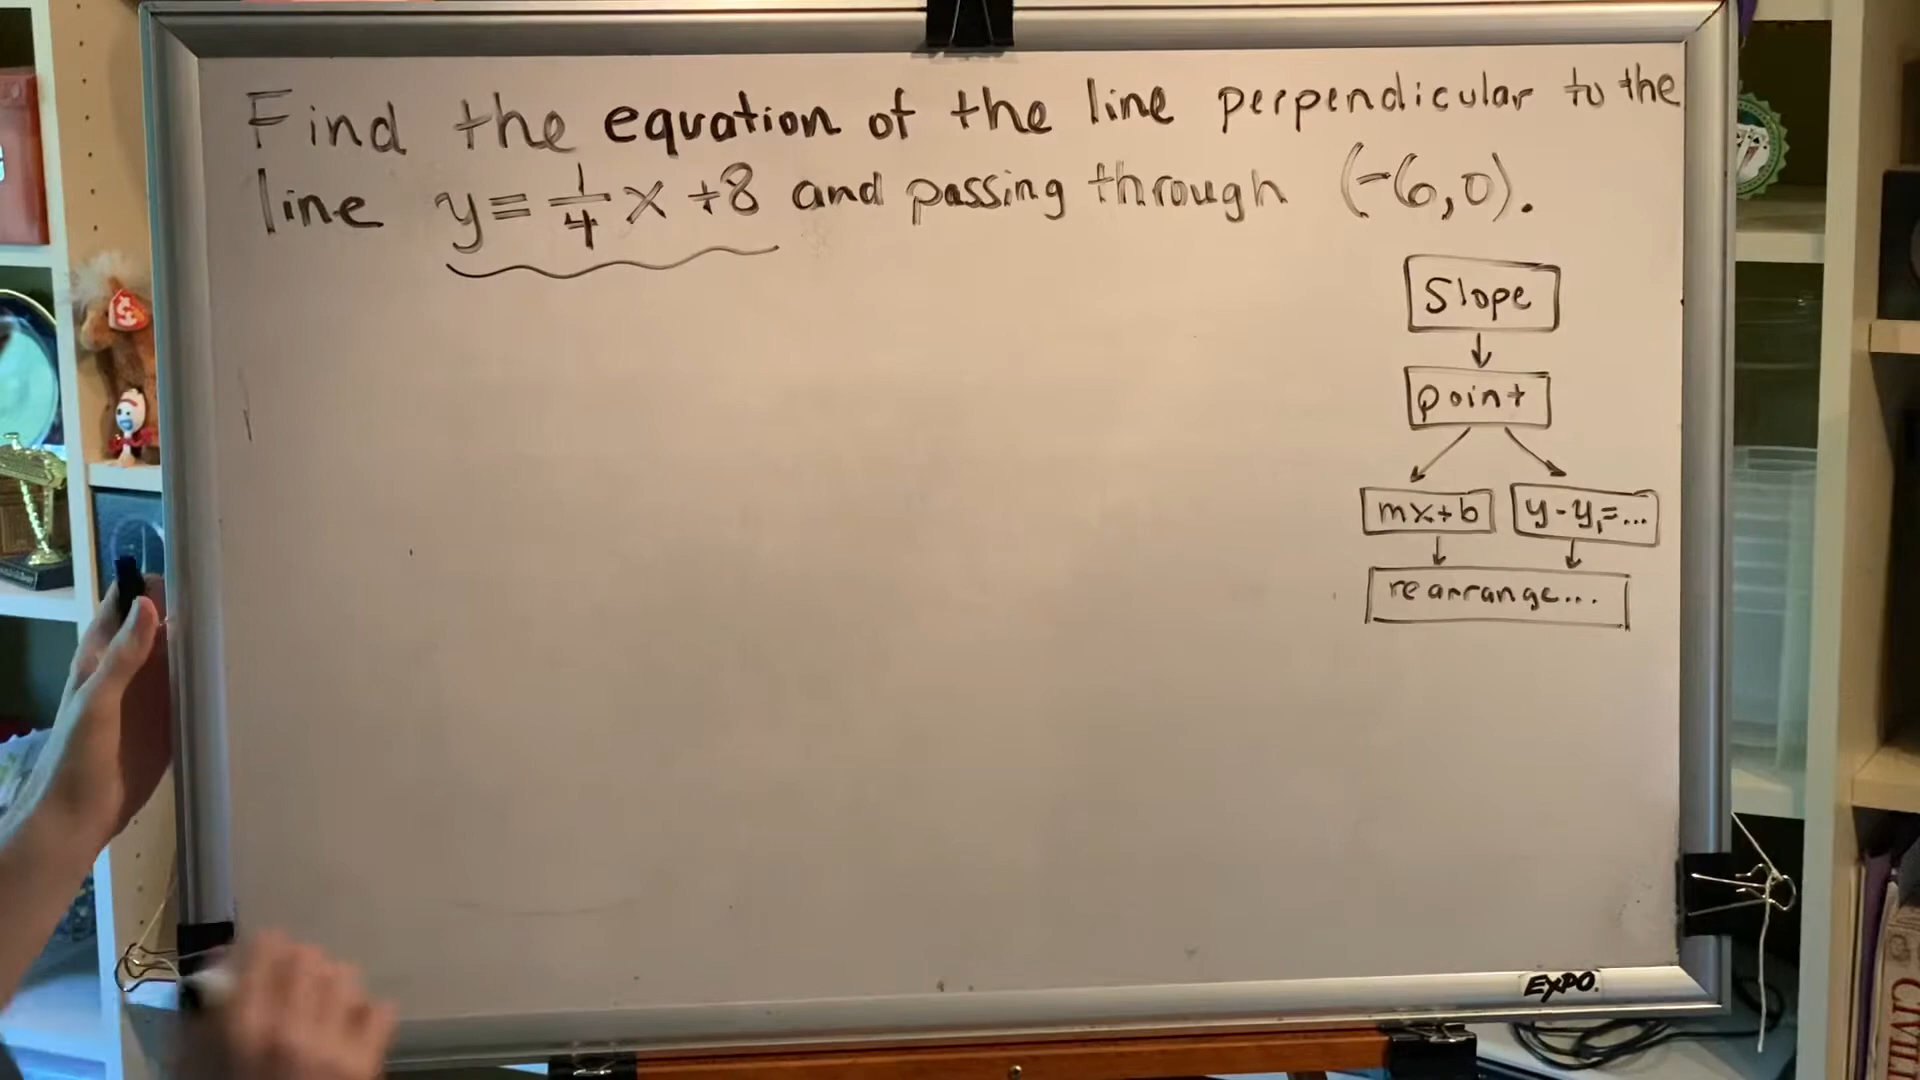 Find the equation of the line perpendicular to the
line y = 1/4 x + 8 and passing through (-6,0).
Slope
point
mx+b
y-y₁=...
rearrange...
EXPO.
CIVIL